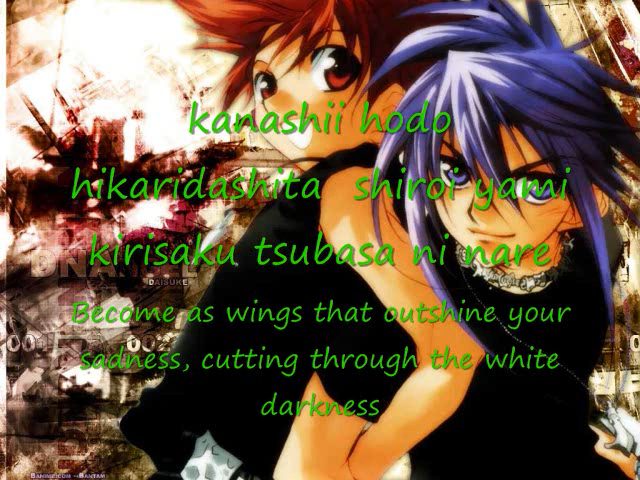 kanashii hodo
hikaridashita shiroi yami
kirisaku tsubasa ni nare
DNANGEL
DAISUKE
Become as wings that outshine your
sadness, cutting through the white
darkness